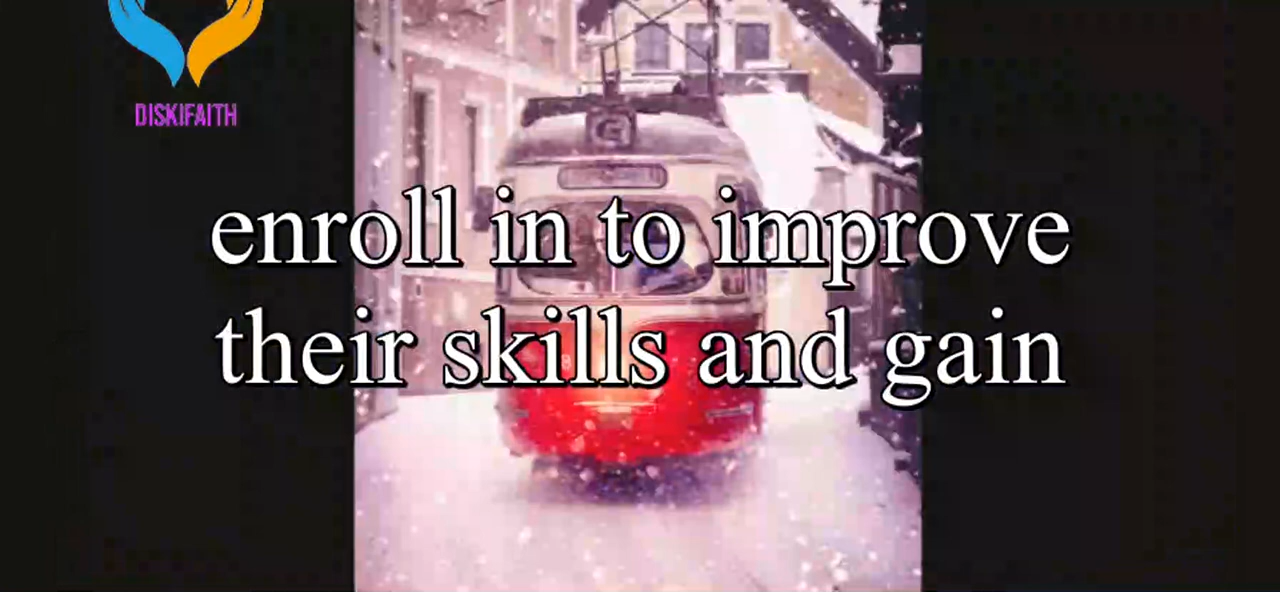 DISKIFAITH
enroll in to improve
their skills and gain